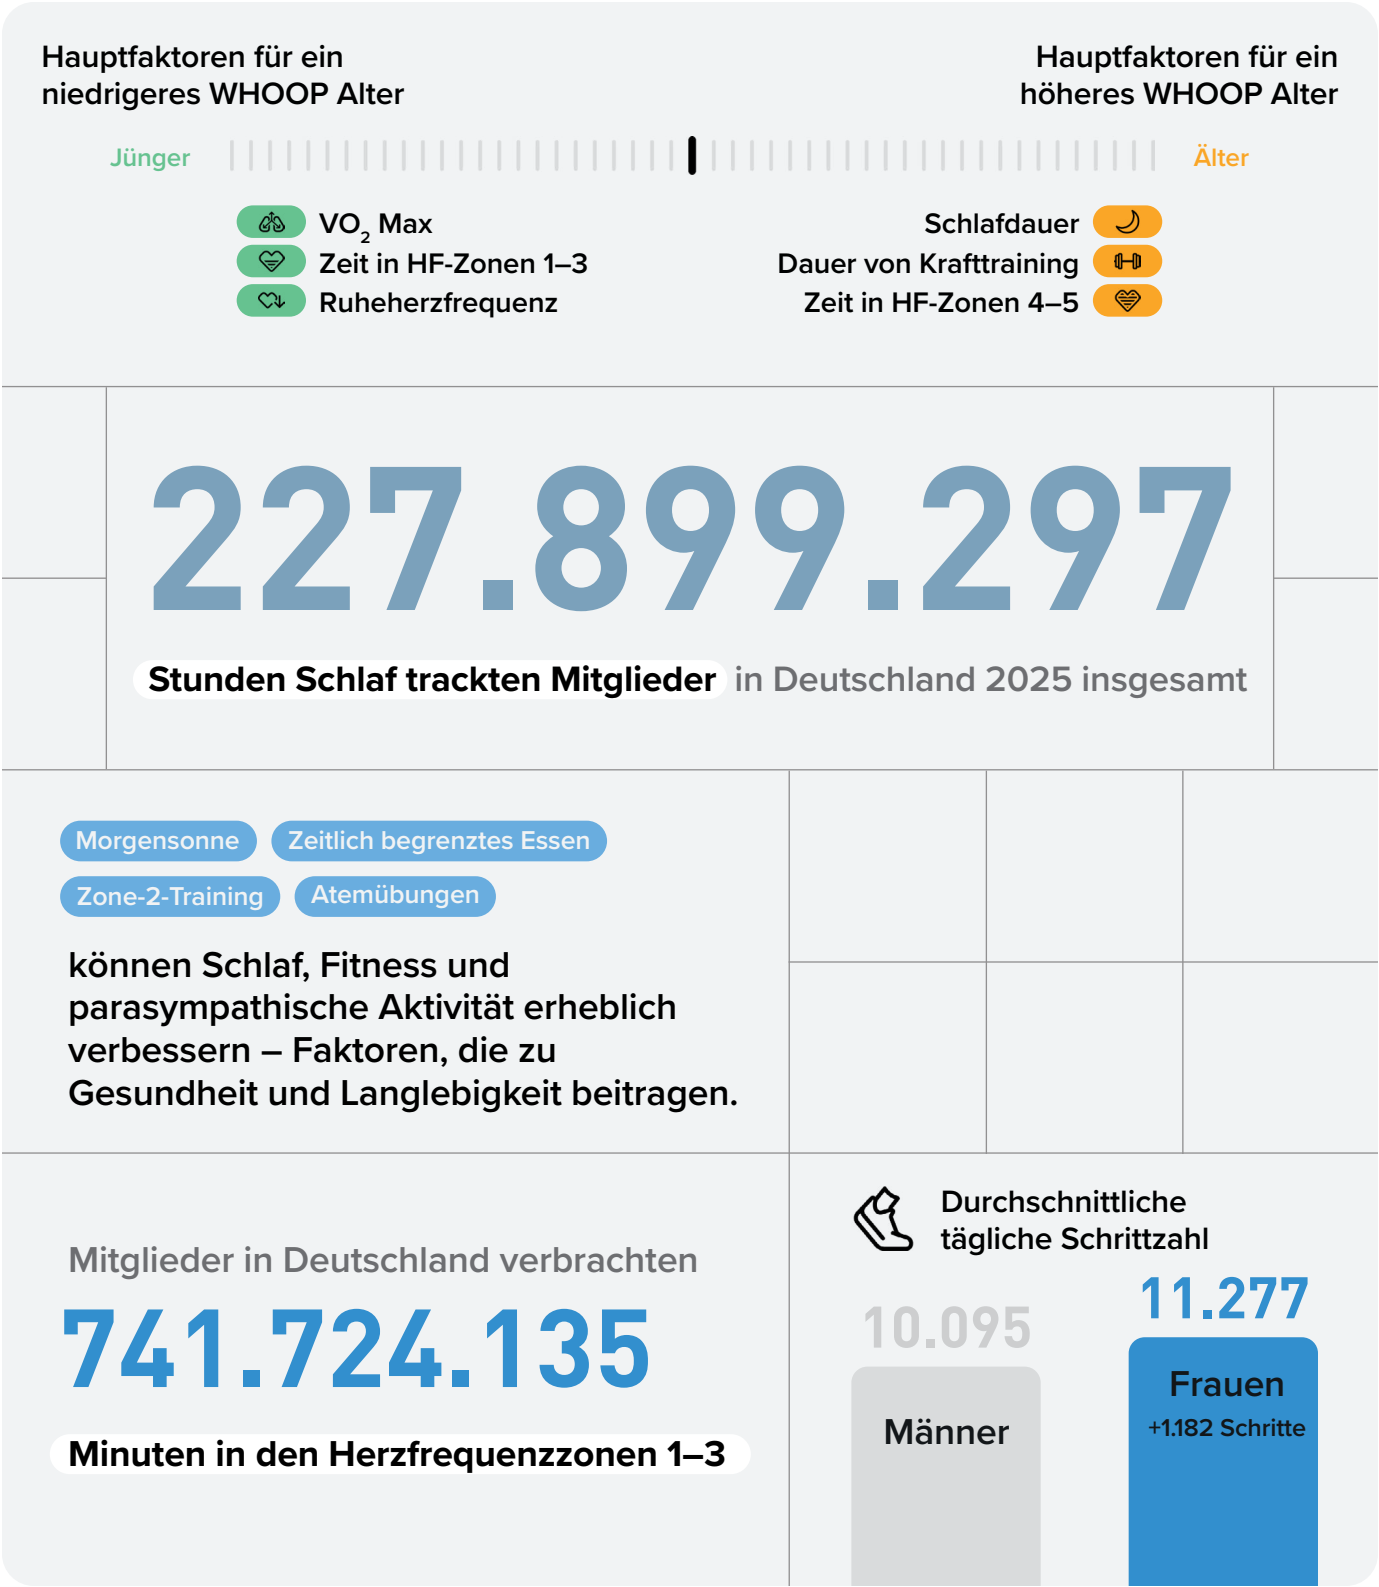 Hauptfaktoren für ein
niedrigeres WHOOP Alter
Hauptfaktoren für ein
höheres WHOOP Alter
Jünger
Älter
VO₂ Max
Zeit in HF-Zonen 1–3
Ruheherzfrequenz
Schlafdauer
Dauer von Krafttraining
Zeit in HF-Zonen 4–5
227.899.297
Stunden Schlaf trackten Mitglieder in Deutschland 2025 insgesamt
Morgensonne Zeitlich begrenztes Essen
Zone-2-Training Atemübungen
können Schlaf, Fitness und
parasympathische Aktivität erheblich
verbessern – Faktoren, die zu
Gesundheit und Langlebigkeit beitragen.
Mitglieder in Deutschland verbrachten
741.724.135
Minuten in den Herzfrequenzzonen 1–3
Durchschnittliche
tägliche Schrittzahl
10.095
Männer
11.277
Frauen
+1.182 Schritte